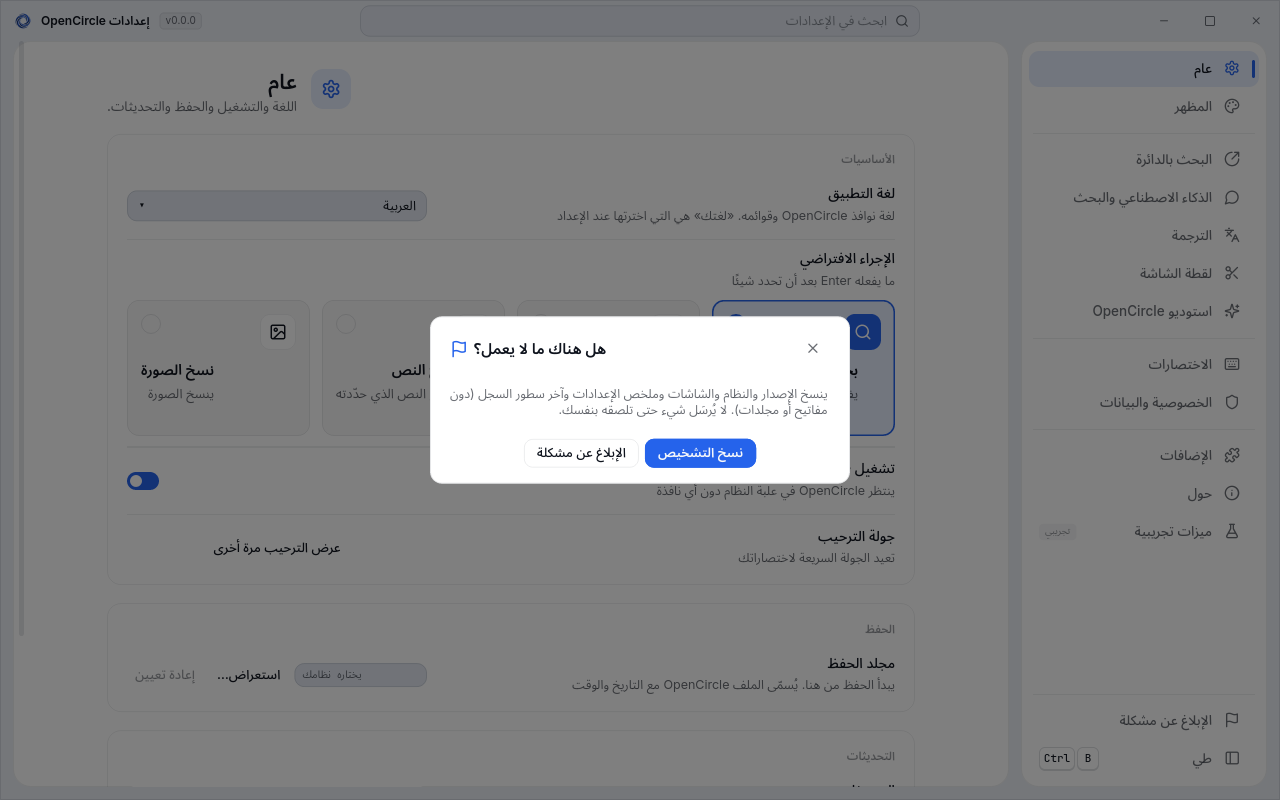 إعدادات OpenCircle
v0.0.0
ابحث في الإعدادات
عام
المظهر
البحث بالدائرة
الذكاء الاصطناعي والبحث
الترجمة
لقطة الشاشة
استوديو OpenCircle
الاختصارات
الخصوصية والبيانات
الإضافات
حول
ميزات تجريبية
تجريبي
الإبلاغ عن مشكلة
طي
Ctrl B
عام
اللغة والتشغيل والحفظ والتحديثات.
الأساسيات
لغة التطبيق
لغة نوافذ OpenCircle وقوائمه. «لغتك» هي التي اخترتها عند الإعداد
العربية
الإجراء الافتراضي
ما يفعله Enter بعد أن تحدد شيئًا
النص
النص الذي حدّدته
نسخ الصورة
ينسخ الصورة
هل هناك ما لا يعمل؟
ينسخ الإصدار والنظام والشاشات وملخص الإعدادات وآخر سطور السجل (دون
مفاتيح أو مجلدات). لا يُرسَل شيء حتى تلصقه بنفسك.
نسخ التشخيص
الإبلاغ عن مشكلة
تشغيل
ينتظر OpenCircle في علبة النظام دون أي نافذة
جولة الترحيب
تعيد الجولة السريعة لاختصاراتك
عرض الترحيب مرة أخرى
الحفظ
مجلد الحفظ
يبدأ الحفظ من هنا. يُسمّى الملف OpenCircle مع التاريخ والوقت
يختاره نظامك
استعراض...
إعادة تعيين
التحديثات